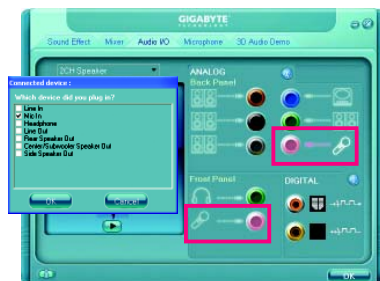 GIGABYTE
TECHNOLOGY
Sound Effect Mixer Audio I/O Microphone 3D Audio Demo
2CH Speaker
ANALOG
Back Panel
Connected device :
Which device did you plug in?
Line In
Mic In
Headphone
Line Out
Rear Speaker Out
Center/Subwoofer Speaker Out
Side Speaker Out
OK Cancel
Front Panel
DIGITAL
OK